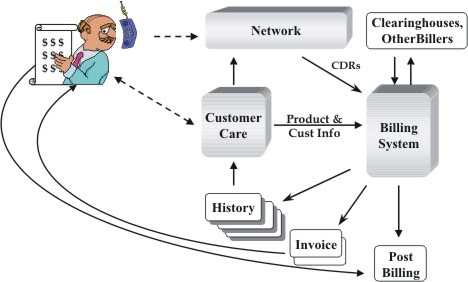 $ $ $
$ $ $
$ $ $
Network
Clearinghouses,
OtherBillers
CDRs
Customer
Care
Product &
Cust Info
Billing
System
History
Invoice
Post
Billing